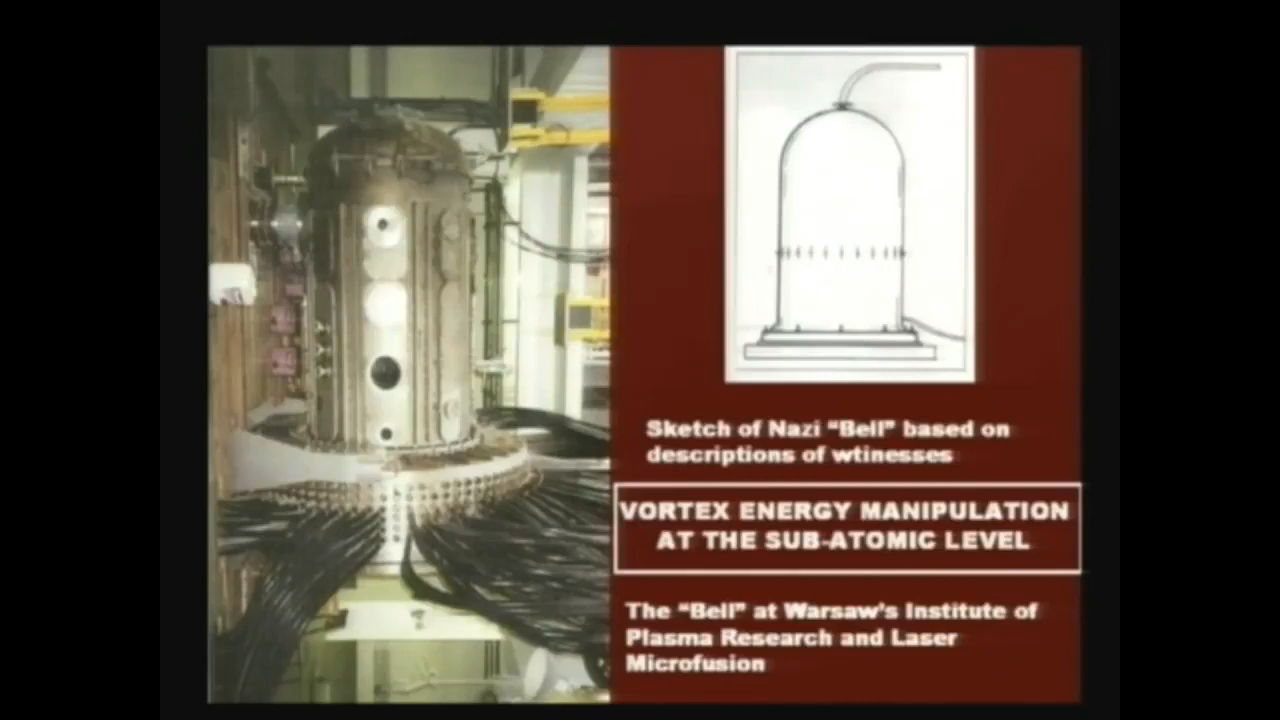 Sketch of Nazi “Bell” based on
descriptions of wtinesses
VORTEX ENERGY MANIPULATION
AT THE SUB-ATOMIC LEVEL
The “Bell” at Warsaw’s Institute of
Plasma Research and Laser
Microfusion